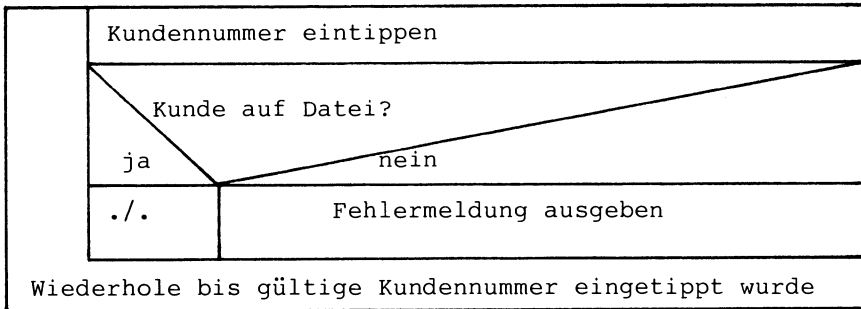 Kundennummer eintippen
Kunde auf Datei?
ja nein
./. Fehlermeldung ausgeben
Wiederhole bis gültige Kundennummer eingetippt wurde